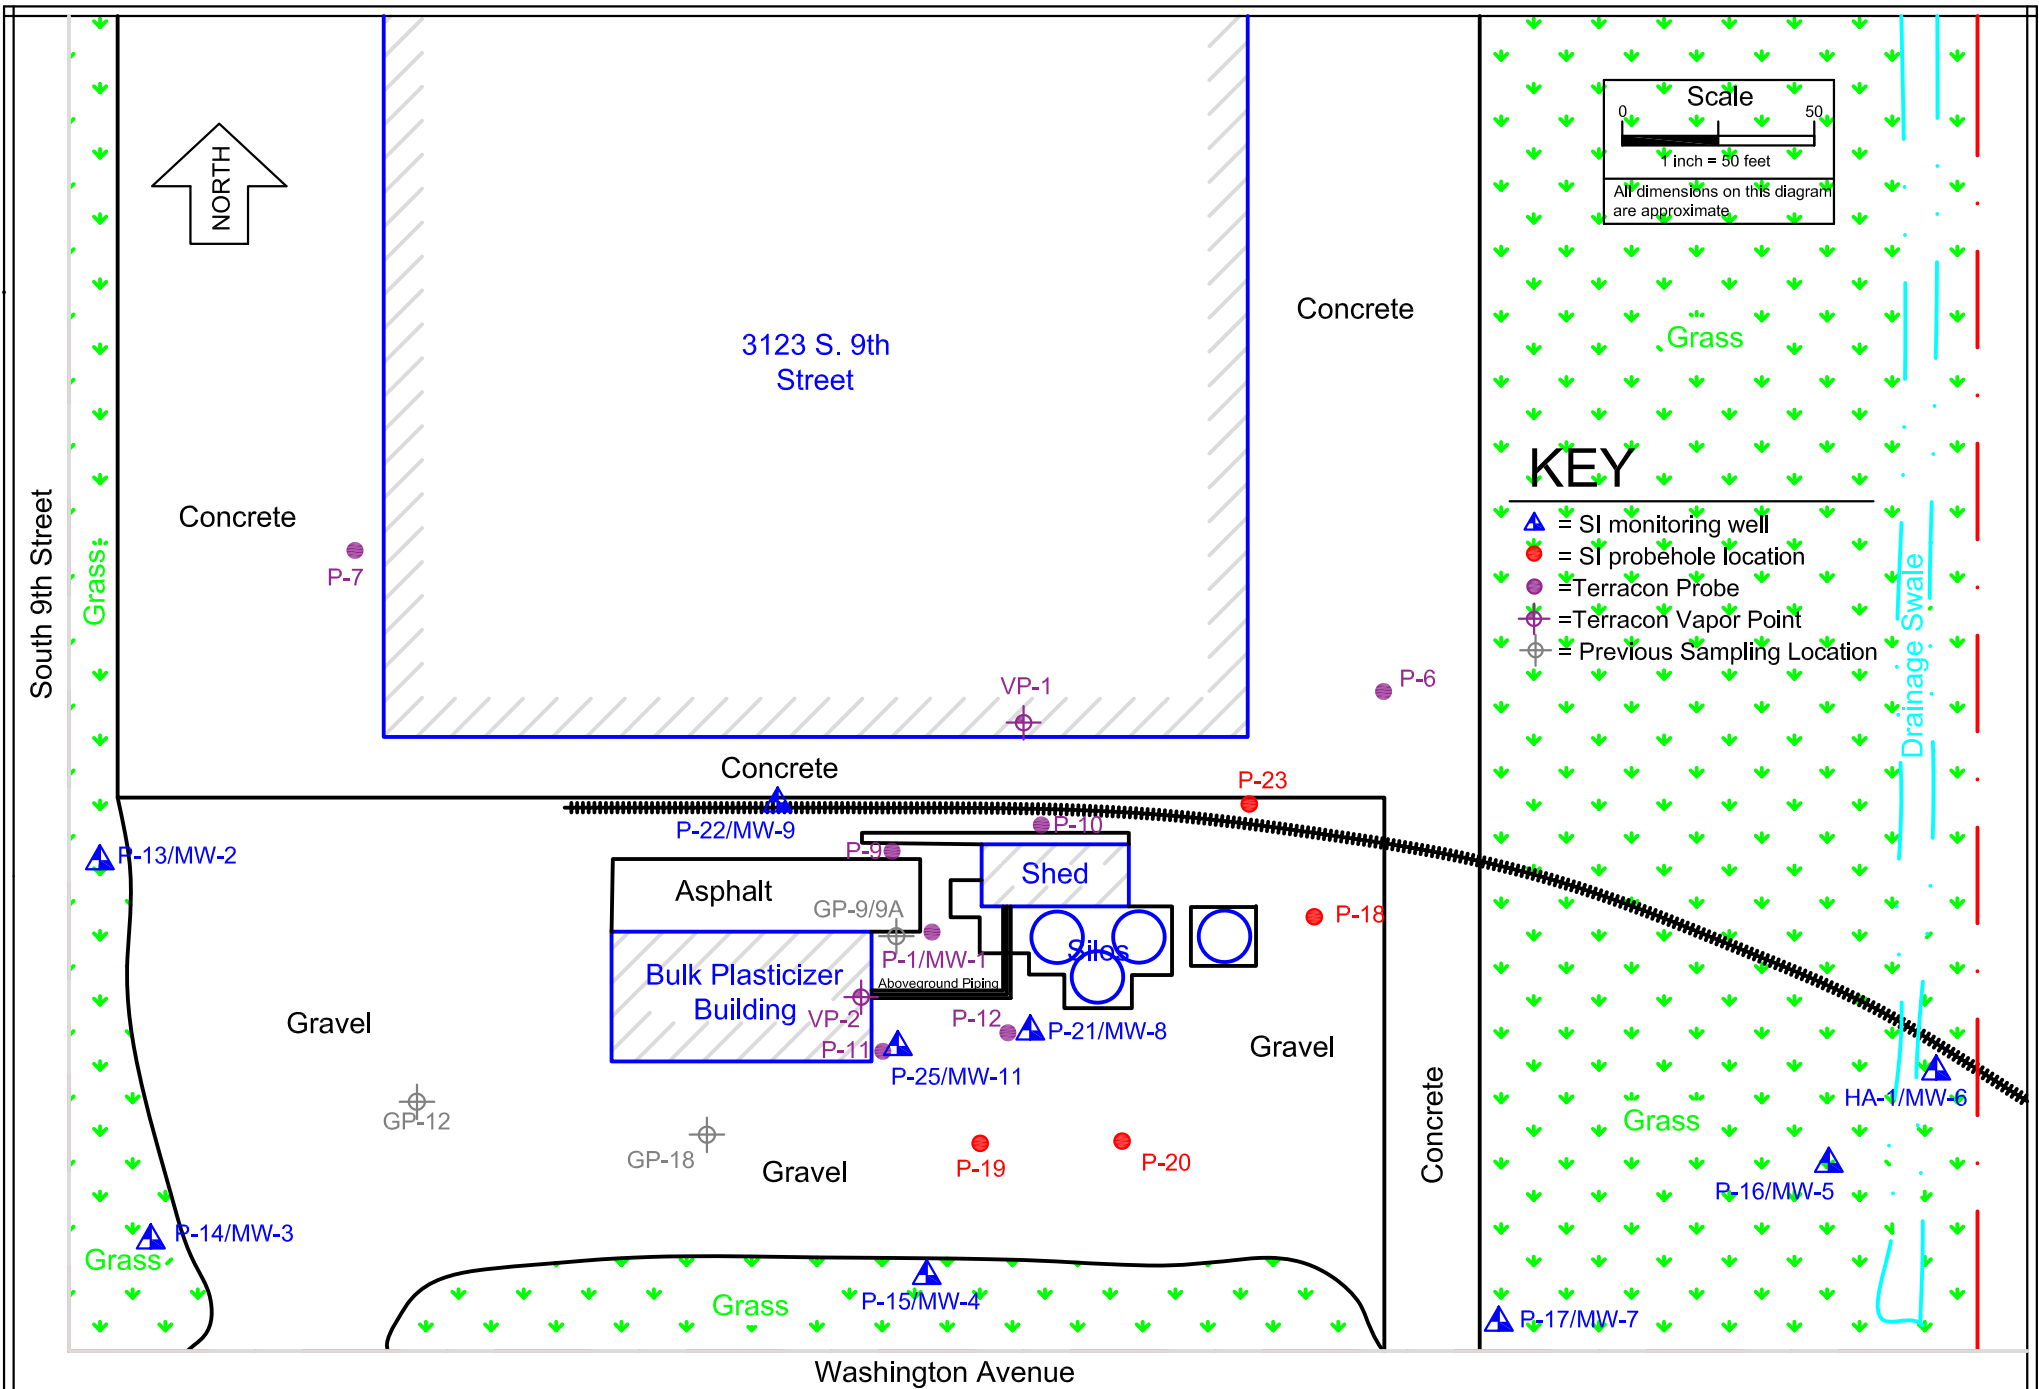 Scale
0 50
1 inch = 50 feet
All dimensions on this diagram
are approximate
NORTH
3123 S. 9th
Street
Concrete
Grass
KEY
= SI monitoring well
= SI probehole location
=Terracon Probe
=Terracon Vapor Point
= Previous Sampling Location
South 9th Street
Grass
Concrete
P-7
Drainage Swale
VP-1
P-6
Concrete
P-23
P-22/MW-9
P-10
P-13/MW-2
P-9
Shed
Asphalt
GP-9/9A
P-18
Silos
P-1/MW-1
Bulk Plasticizer
Building
Aboveground Piping
VP-2
Gravel
P-12
P-21/MW-8
P-11
Gravel
P-25/MW-11
Concrete
HA-1/MW-6
GP-12
Grass
GP-18
Gravel
P-19
P-20
P-16/MW-5
P-14/MW-3
Grass
Grass
P-15/MW-4
P-17/MW-7
Washington Avenue